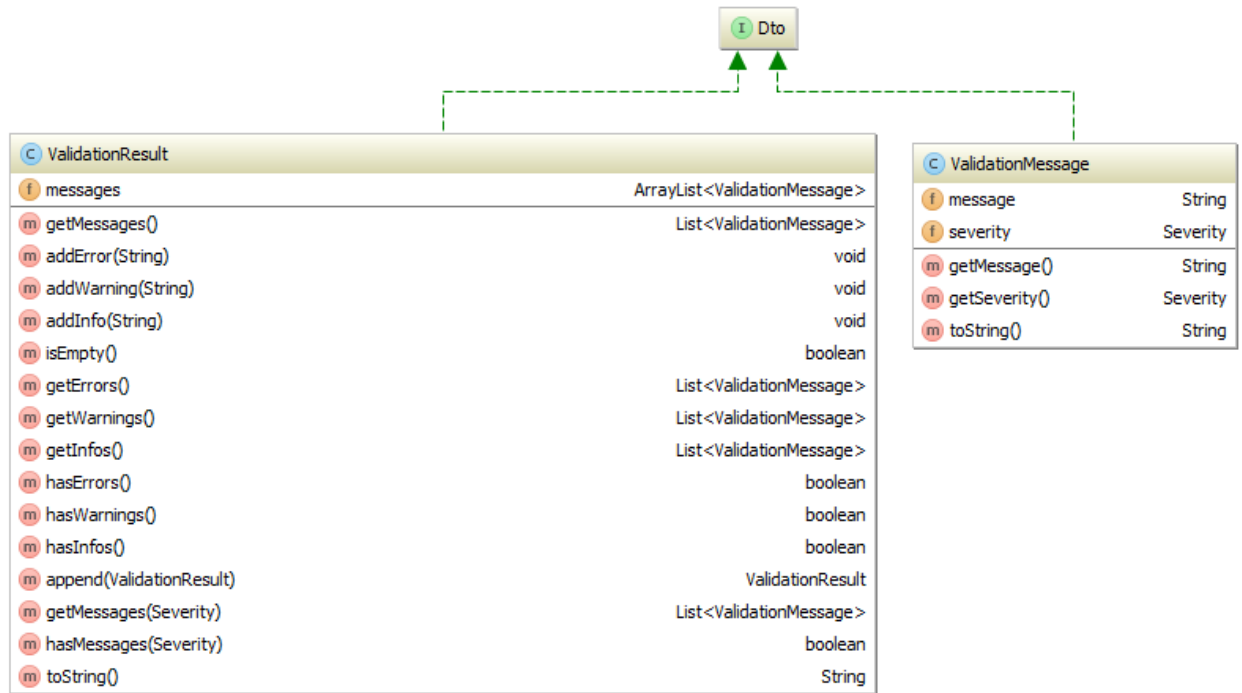 I Dto
C ValidationResult
f messages ArrayList<ValidationMessage>
m getMessages() List<ValidationMessage>
m addError(String) void
m addWarning(String) void
m addInfo(String) void
m isEmpty() boolean
m getErrors() List<ValidationMessage>
m getWarnings() List<ValidationMessage>
m getInfos() List<ValidationMessage>
m hasErrors() boolean
m hasWarnings() boolean
m hasInfos() boolean
m append(ValidationResult) ValidationResult
m getMessages(Severity) List<ValidationMessage>
m hasMessages(Severity) boolean
m toString() String
C ValidationMessage
f message String
f severity Severity
m getMessage() String
m getSeverity() Severity
m toString() String